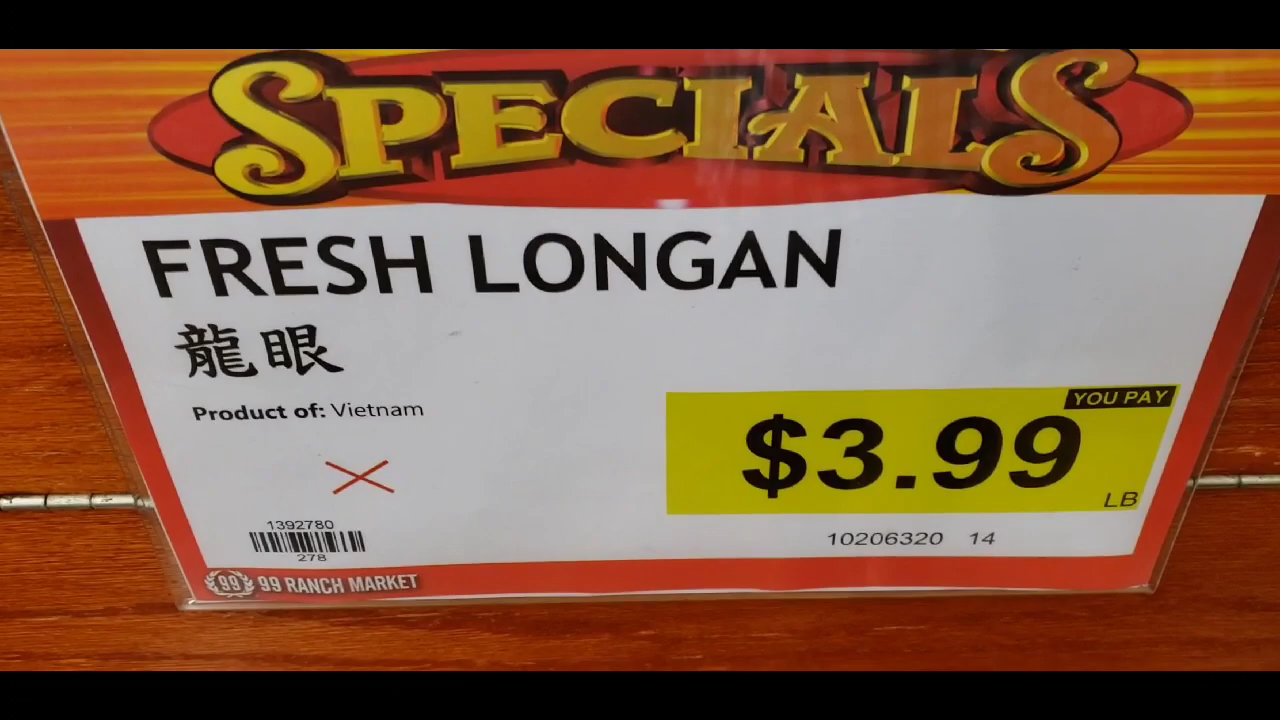 SPECIALS
FRESH LONGAN
龍眼
Product of: Vietnam
YOU PAY
$3.99
LB
1392780
278
10206320 14
99 99 RANCH MARKET